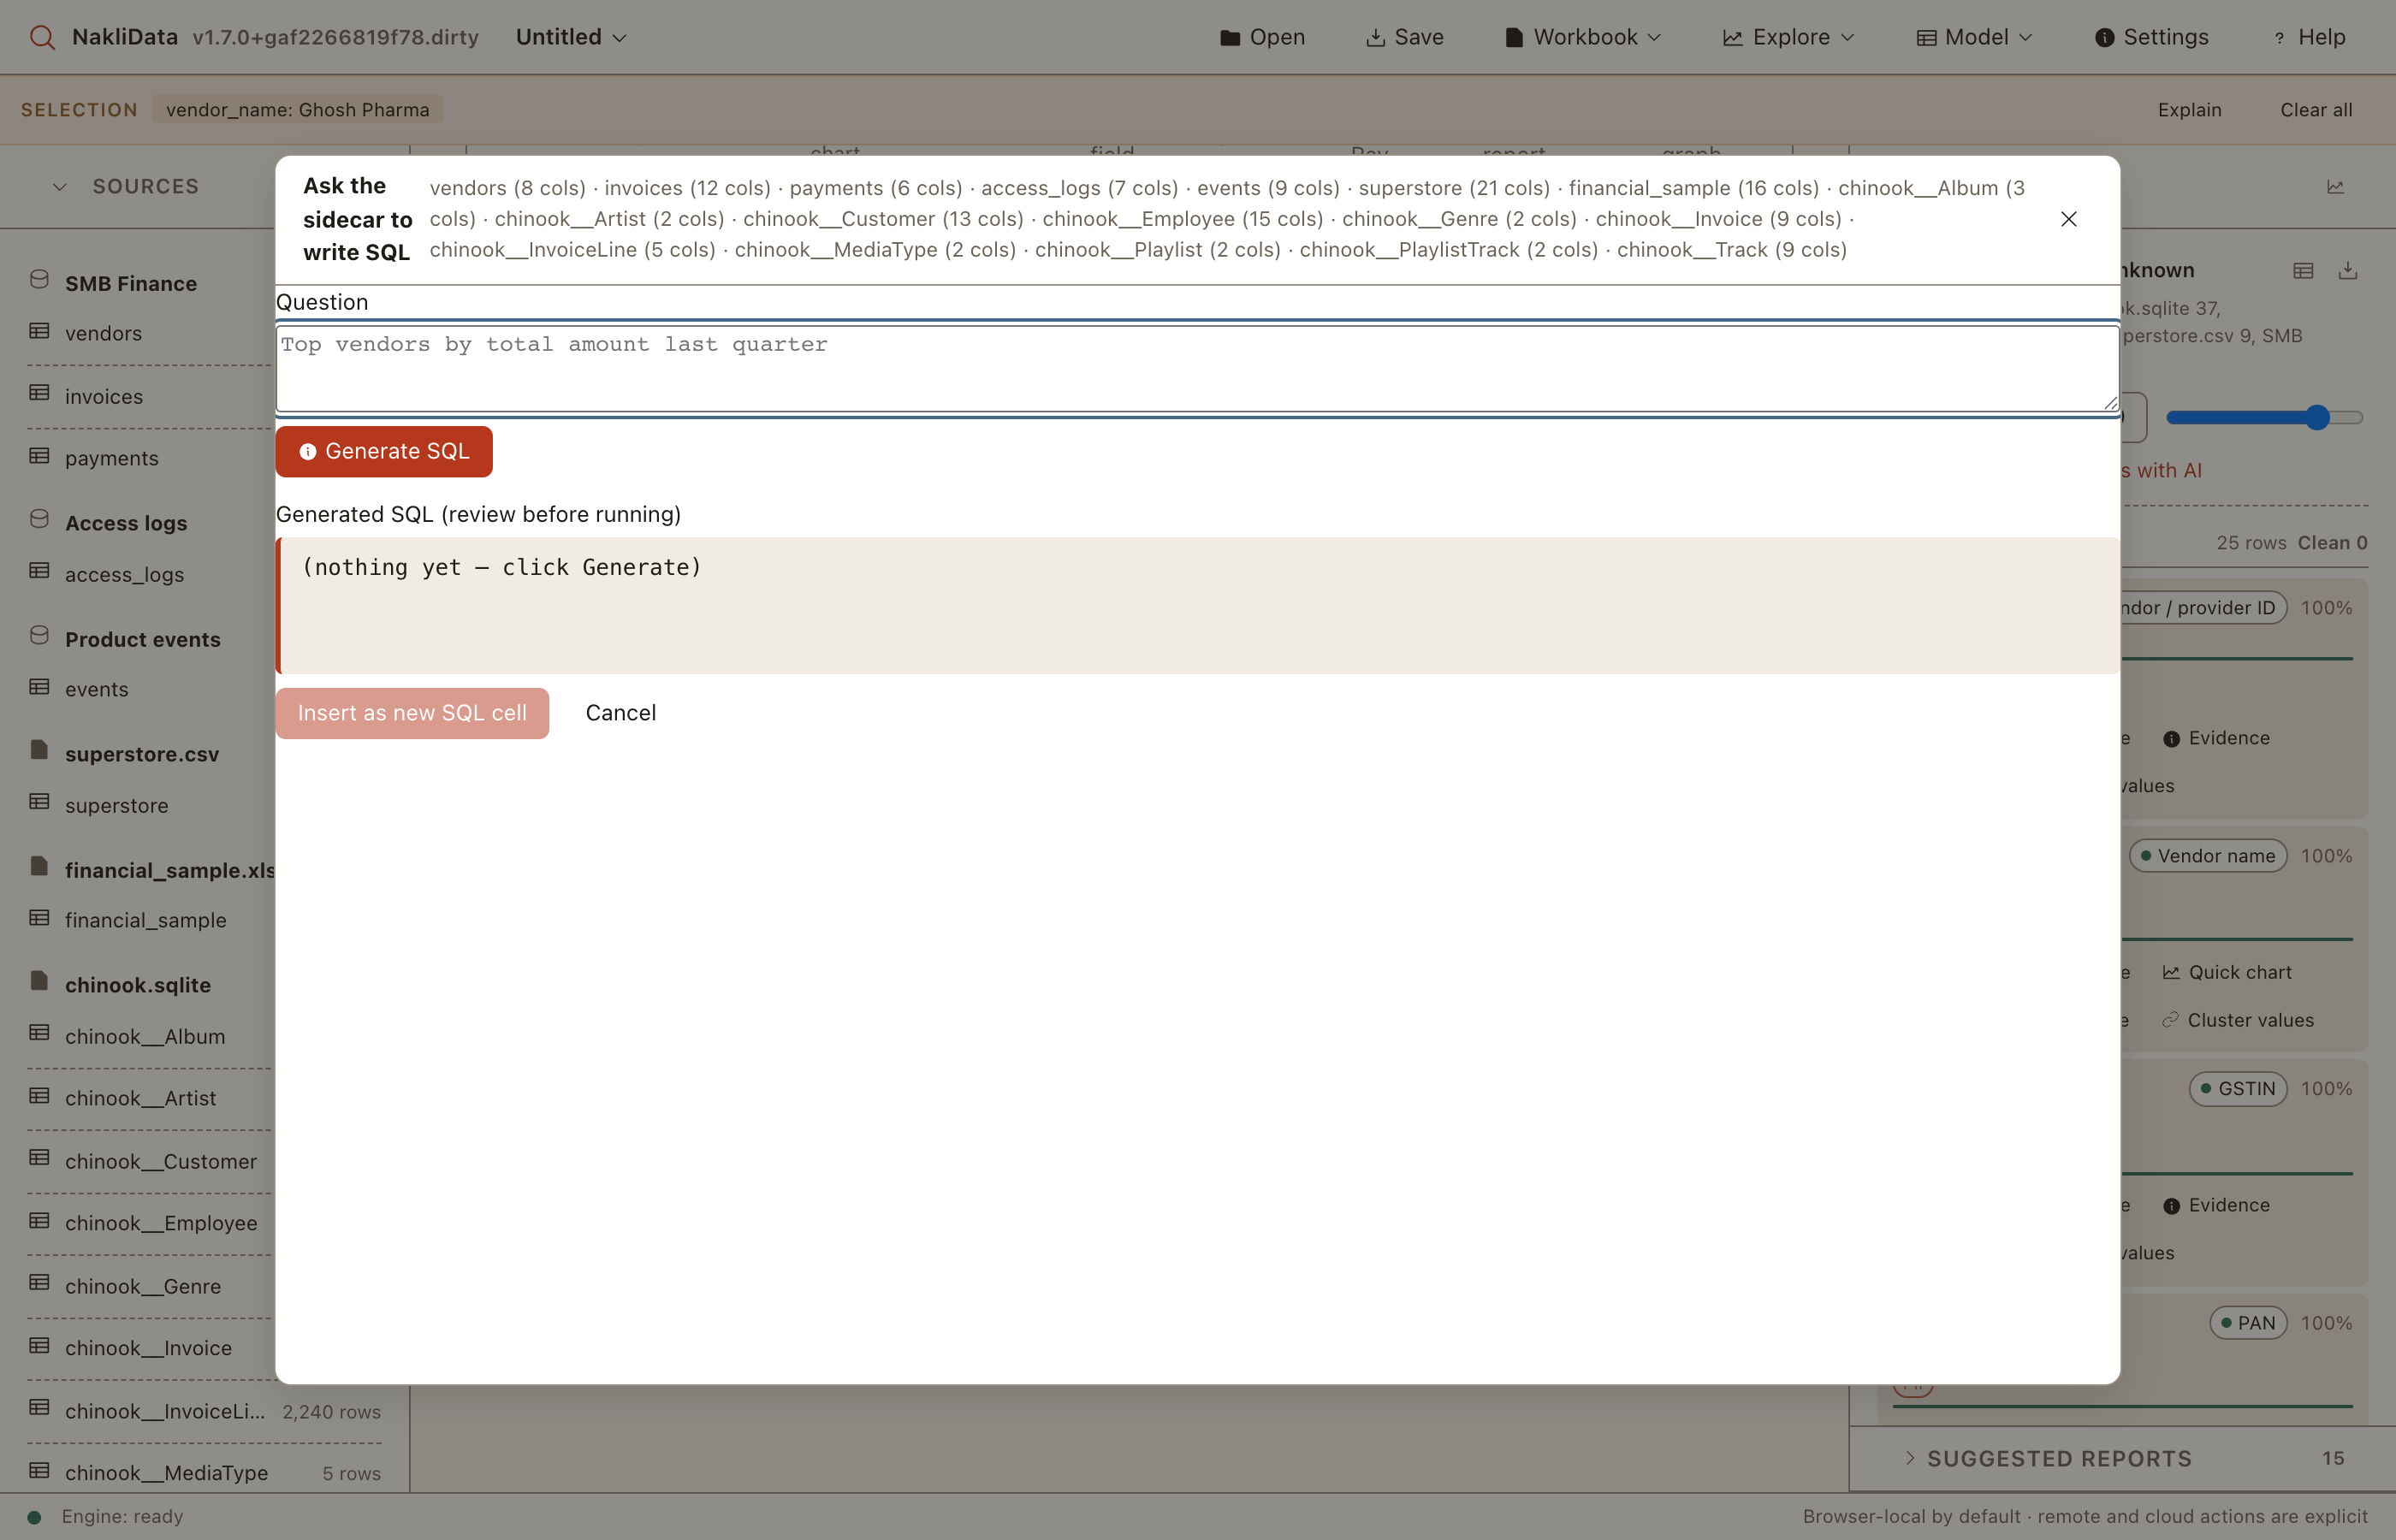 NakliData v1.7.0+gaf2266819f78.dirty Untitled Open Save Workbook Explore Model Settings Help
SELECTION vendor_name: Ghosh Pharma Explain Clear all
SOURCES
SMB Finance
vendors
invoices
payments
Access logs
access_logs
Product events
events
superstore.csv
superstore
financial_sample.xls
financial_sample
chinook.sqlite
chinook__Album
chinook__Artist
chinook__Customer
chinook__Employee
chinook__Genre
chinook__Invoice
chinook__InvoiceLi... 2,240 rows
chinook__MediaType 5 rows
Ask the
sidecar to
write SQL
vendors (8 cols) · invoices (12 cols) · payments (6 cols) · access_logs (7 cols) · events (9 cols) · superstore (21 cols) · financial_sample (16 cols) · chinook__Album (3
cols) · chinook__Artist (2 cols) · chinook__Customer (13 cols) · chinook__Employee (15 cols) · chinook__Genre (2 cols) · chinook__Invoice (9 cols) ·
chinook__InvoiceLine (5 cols) · chinook__MediaType (2 cols) · chinook__Playlist (2 cols) · chinook__PlaylistTrack (2 cols) · chinook__Track (9 cols)
Question
Top vendors by total amount last quarter
Generate SQL
Generated SQL (review before running)
(nothing yet — click Generate)
Insert as new SQL cell Cancel
nknown
k.sqlite 37,
perstore.csv 9, SMB
s with AI
25 rows Clean 0
ndor / provider ID 100%
e Evidence
values
Vendor name 100%
e Quick chart
e Cluster values
GSTIN 100%
e Evidence
values
PAN 100%
SUGGESTED REPORTS 15
Engine: ready
Browser-local by default · remote and cloud actions are explicit